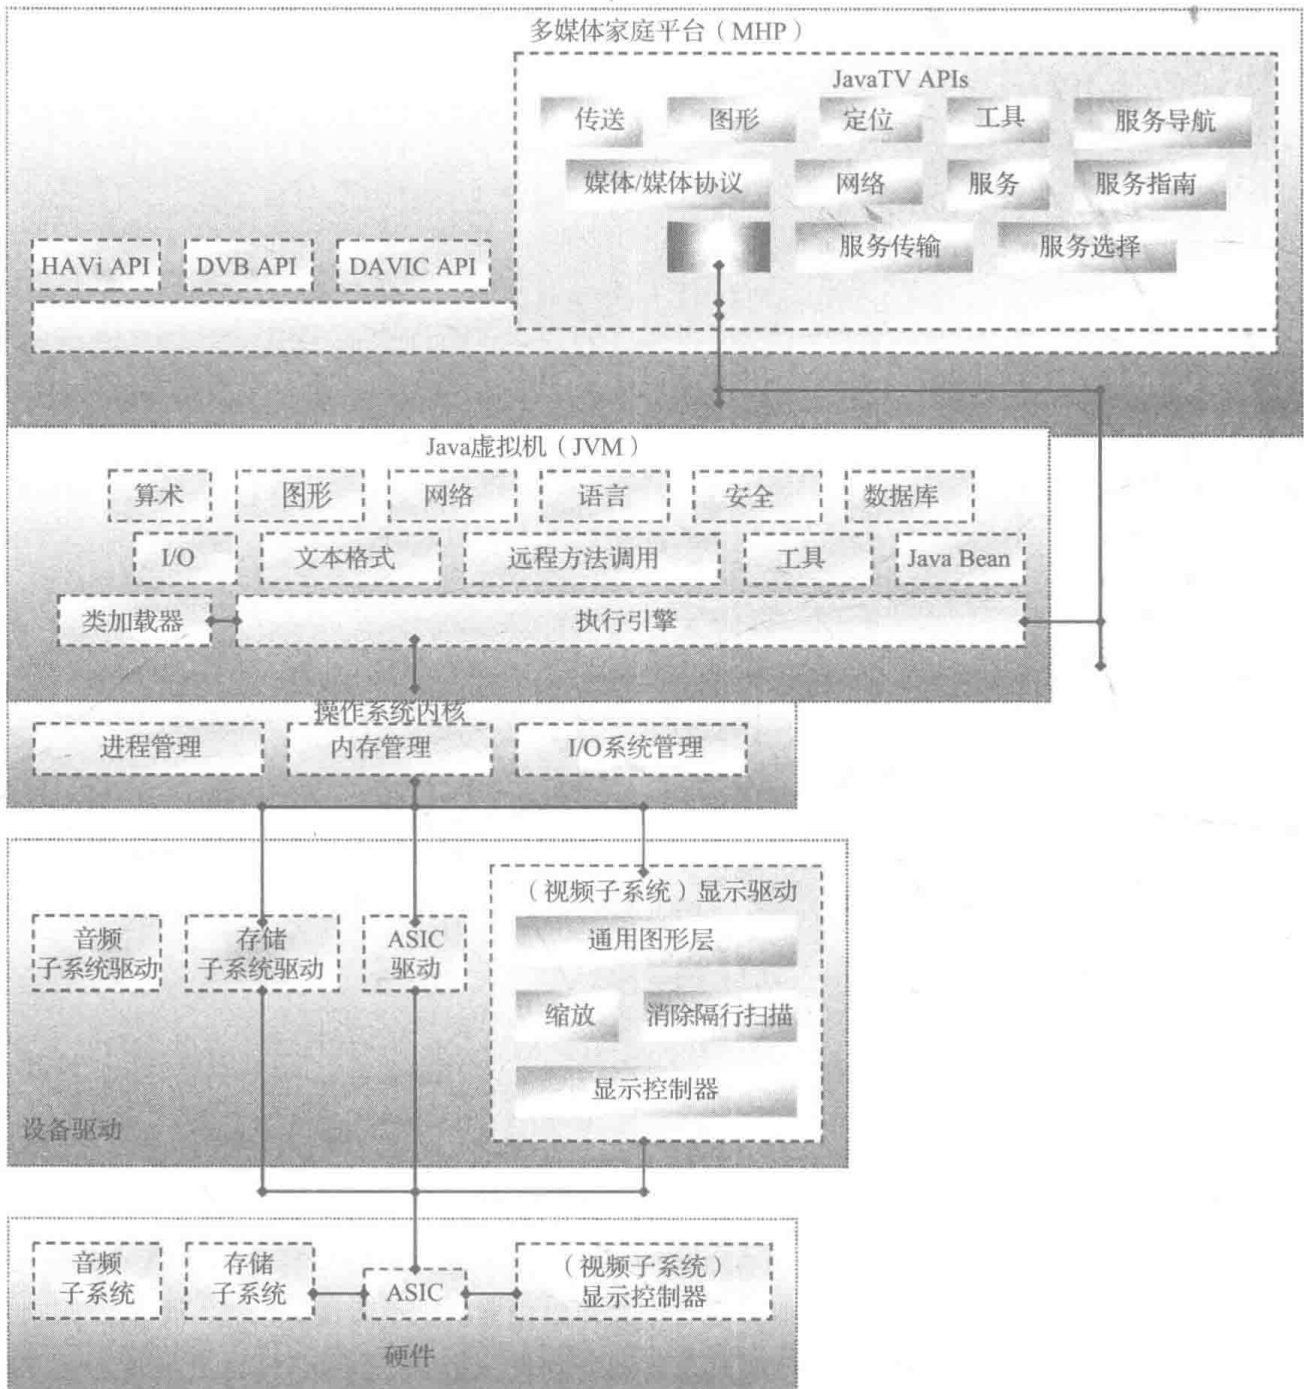 多媒体家庭平台（MHP）
JavaTV APIs
传送 图形 定位 工具 服务导航
媒体/媒体协议 网络 服务 服务指南
服务传输 服务选择
HAVi API DVB API DAVIC API
Java虚拟机（JVM）
算术 图形 网络 语言 安全 数据库
I/O 文本格式 远程方法调用 工具 Java Bean
类加载器 执行引擎
操作系统内核
进程管理 内存管理 I/O系统管理
（视频子系统）显示驱动
通用图形层
音频
子系统驱动
存储
子系统驱动
ASIC
驱动
缩放 消除隔行扫描
显示控制器
设备驱动
音频
子系统
存储
子系统
ASIC
（视频子系统）
显示控制器
硬件